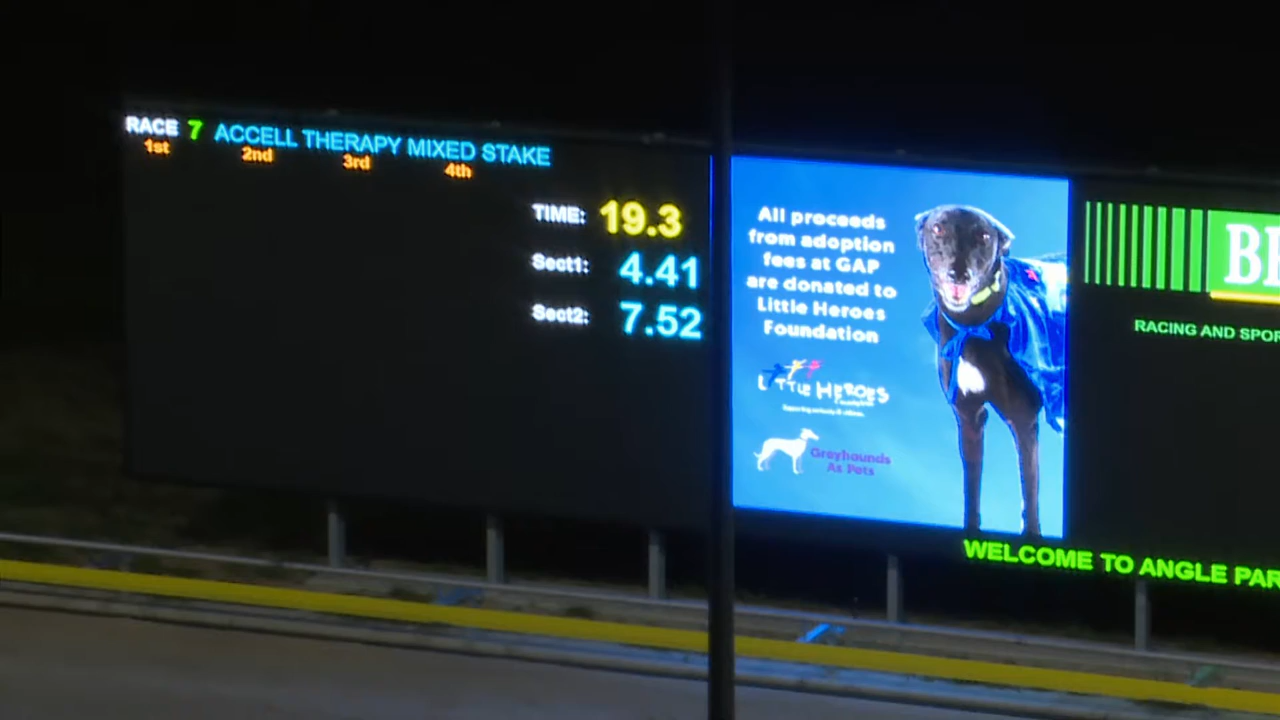 RACE 7 ACCELL THERAPY MIXED STAKE
1st 2nd 3rd 4th
TIME: 19.3
Sect1: 4.41
Sect2: 7.52
All proceeds
from adoption
fees at GAP
are donated to
Little Heroes
Foundation
LITTLE HEROES
Greyhounds
As Pets
RACING AND SPOR
WELCOME TO ANGLE PAR